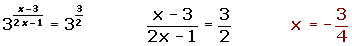 3^((x-3)/(2x-1)) = 3^(3/2)    (x-3)/(2x-1) = 3/2    x = -3/4